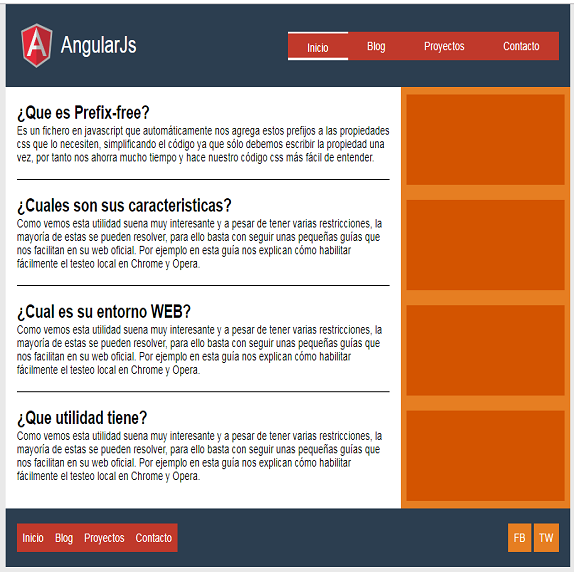 A AngularJs
Inicio Blog Proyectos Contacto
¿Que es Prefix-free?
Es un fichero en javascript que automáticamente nos agrega estos prefijos a las propiedades
css que lo necesiten, simplificando el código ya que sólo debemos escribir la propiedad una
vez, por tanto nos ahorra mucho tiempo y hace nuestro código css más fácil de entender.
¿Cuales son sus caracteristicas?
Como vemos esta utilidad suena muy interesante y a pesar de tener varias restricciones, la
mayoría de estas se pueden resolver, para ello basta con seguir unas pequeñas guías que
nos facilitan en su web oficial. Por ejemplo en esta guía nos explican cómo habilitar
fácilmente el testeo local en Chrome y Opera.
¿Cual es su entorno WEB?
Como vemos esta utilidad suena muy interesante y a pesar de tener varias restricciones, la
mayoría de estas se pueden resolver, para ello basta con seguir unas pequeñas guías que
nos facilitan en su web oficial. Por ejemplo en esta guía nos explican cómo habilitar
fácilmente el testeo local en Chrome y Opera.
¿Que utilidad tiene?
Como vemos esta utilidad suena muy interesante y a pesar de tener varias restricciones, la
mayoría de estas se pueden resolver, para ello basta con seguir unas pequeñas guías que
nos facilitan en su web oficial. Por ejemplo en esta guía nos explican cómo habilitar
fácilmente el testeo local en Chrome y Opera.
Inicio Blog Proyectos Contacto
FB TW